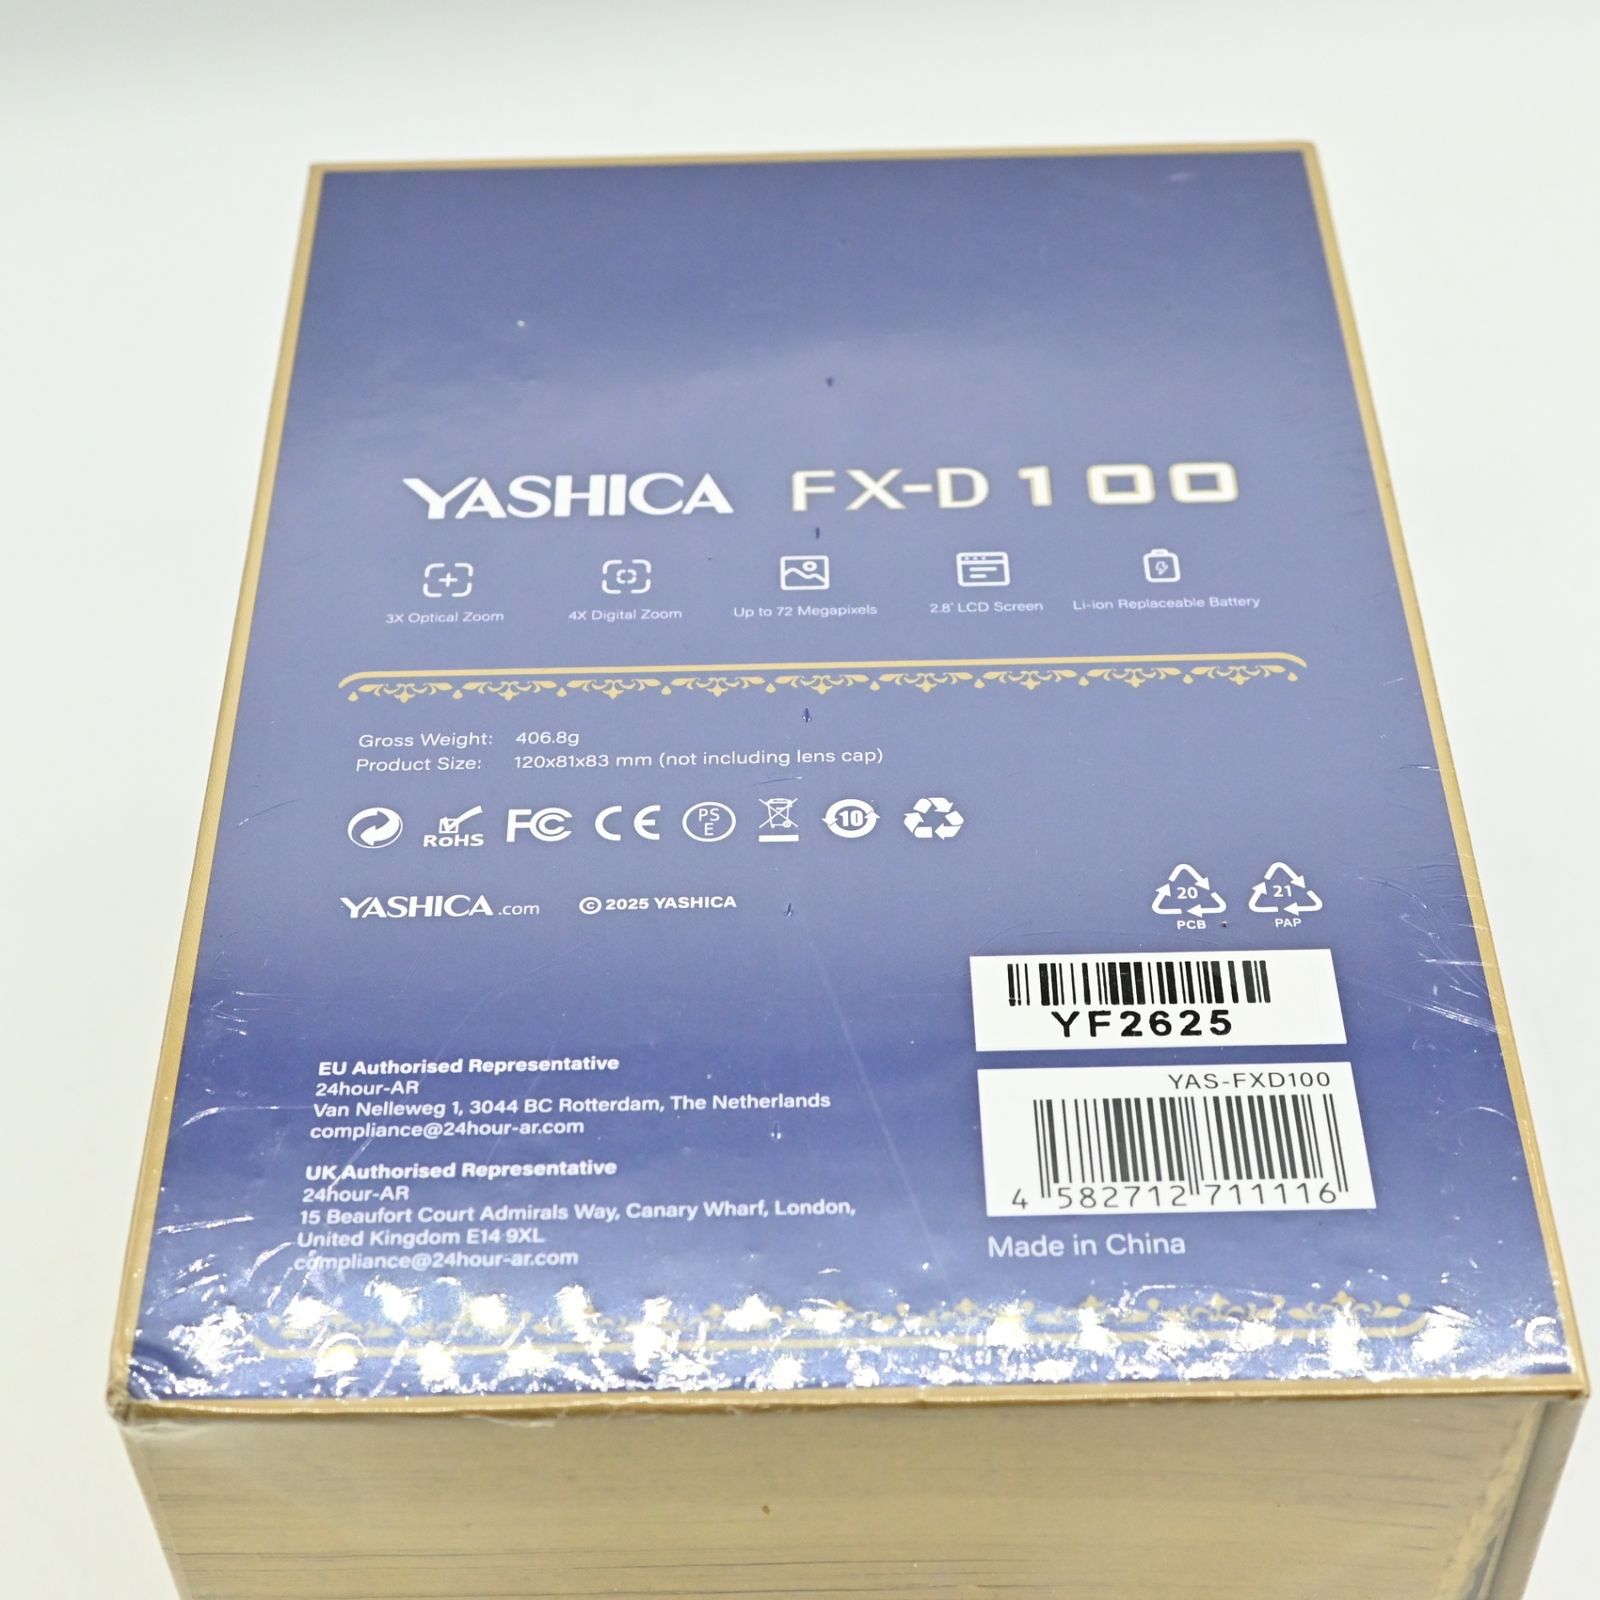 YASHICA FX-D 100
3X Optical Zoom
4X Digital Zoom
Up to 72 Megapixels
2.8" LCD Screen
Li-ion Replaceable Battery
Gross Weight: 406.8g
Product Size: 120x81x83 mm (not including lens cap)
RoHS FC CE PS E 10
YASHICA.com © 2025 YASHICA
20 21
PCB PAP
YF2625
EU Authorised Representative
24hour-AR
Van Nelleweg 1, 3044 BC Rotterdam, The Netherlands
compliance@24hour-ar.com
UK Authorised Representative
24hour-AR
15 Beaufort Court Admirals Way, Canary Wharf, London,
United Kingdom E14 9XL
compliance@24hour-ar.com
YAS-FXD100
4 582712 711116
Made in China